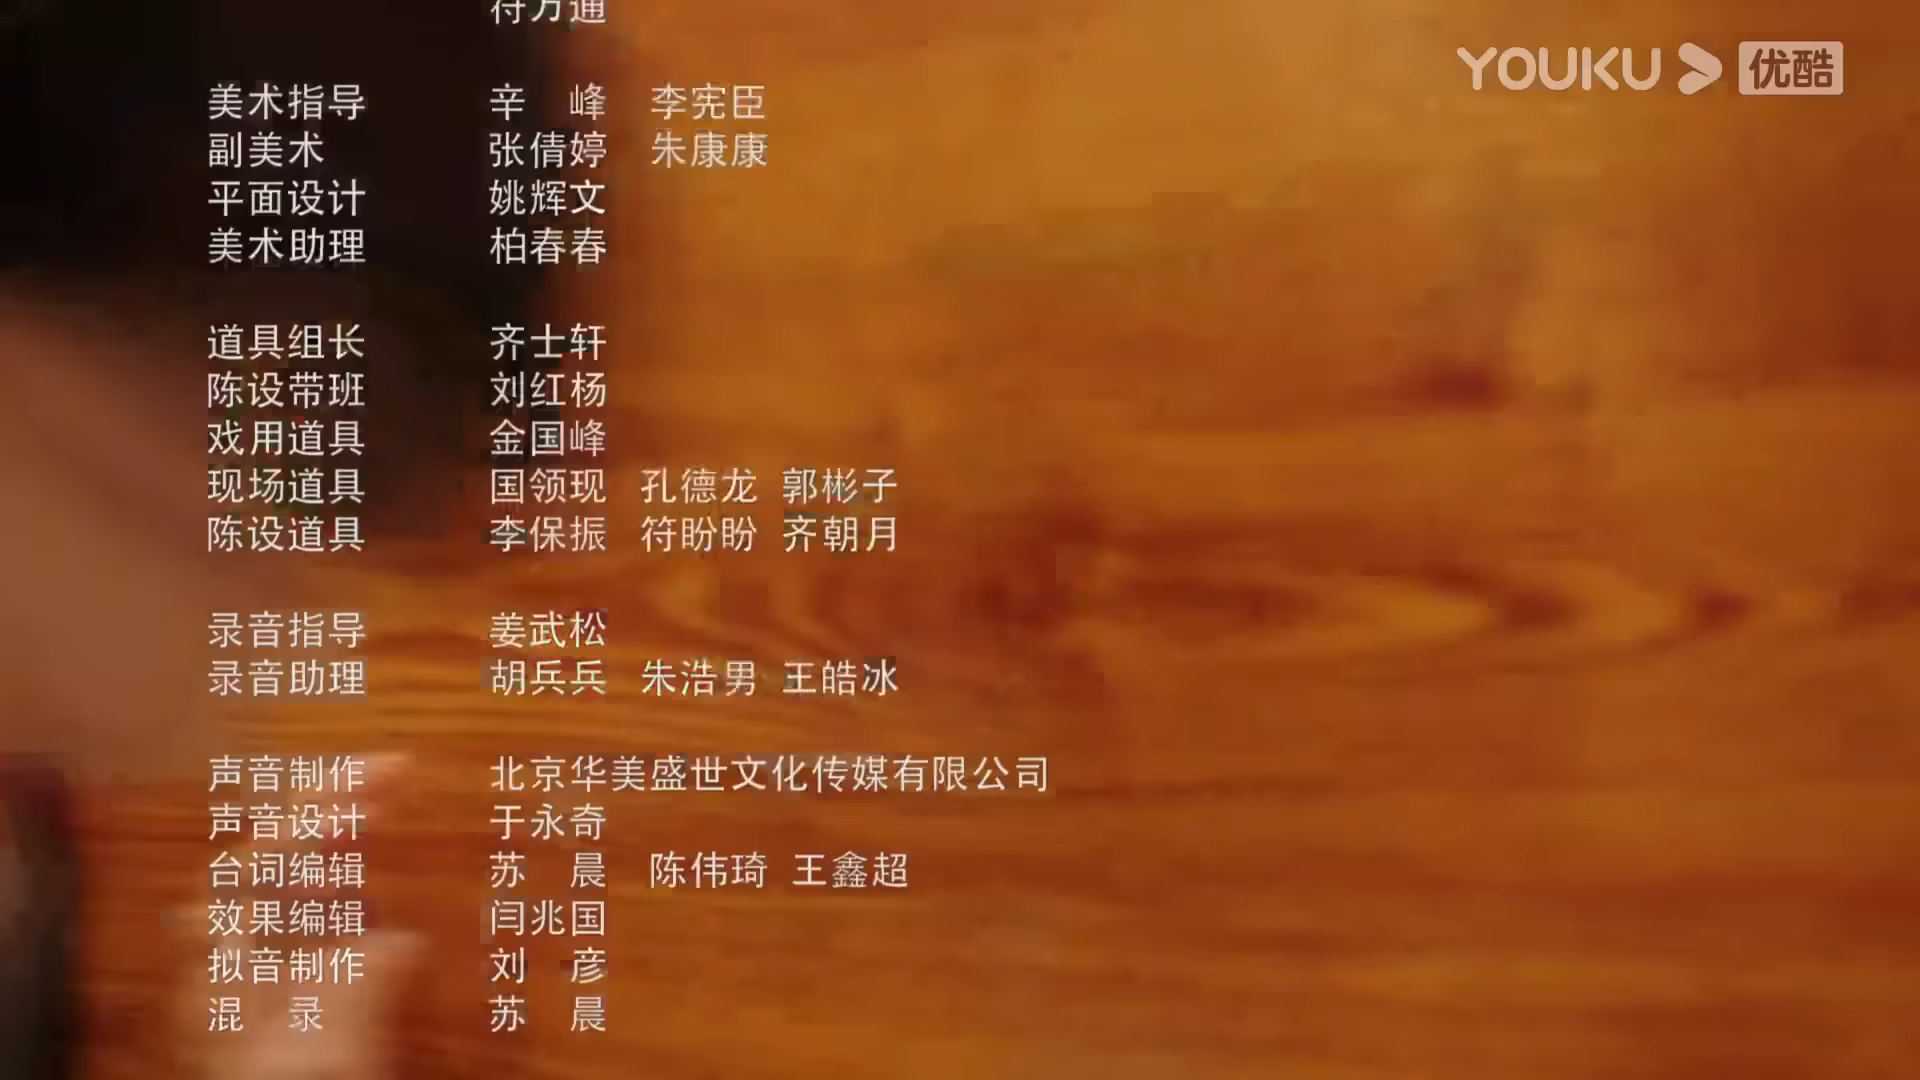 符方通
YOUKU 优酷
美术指导 辛 峰 李宪臣
副美术 张倩婷 朱康康
平面设计 姚辉文
美术助理 柏春春
道具组长 齐士轩
陈设带班 刘红杨
戏用道具 金国峰
现场道具 国领现 孔德龙 郭彬子
陈设道具 李保振 符盼盼 齐朝月
录音指导 姜武松
录音助理 胡兵兵 朱浩男 王皓冰
声音制作 北京华美盛世文化传媒有限公司
声音设计 于永奇
台词编辑 苏 晨 陈伟琦 王鑫超
效果编辑 闫兆国
拟音制作 刘 彦
混 录 苏 晨